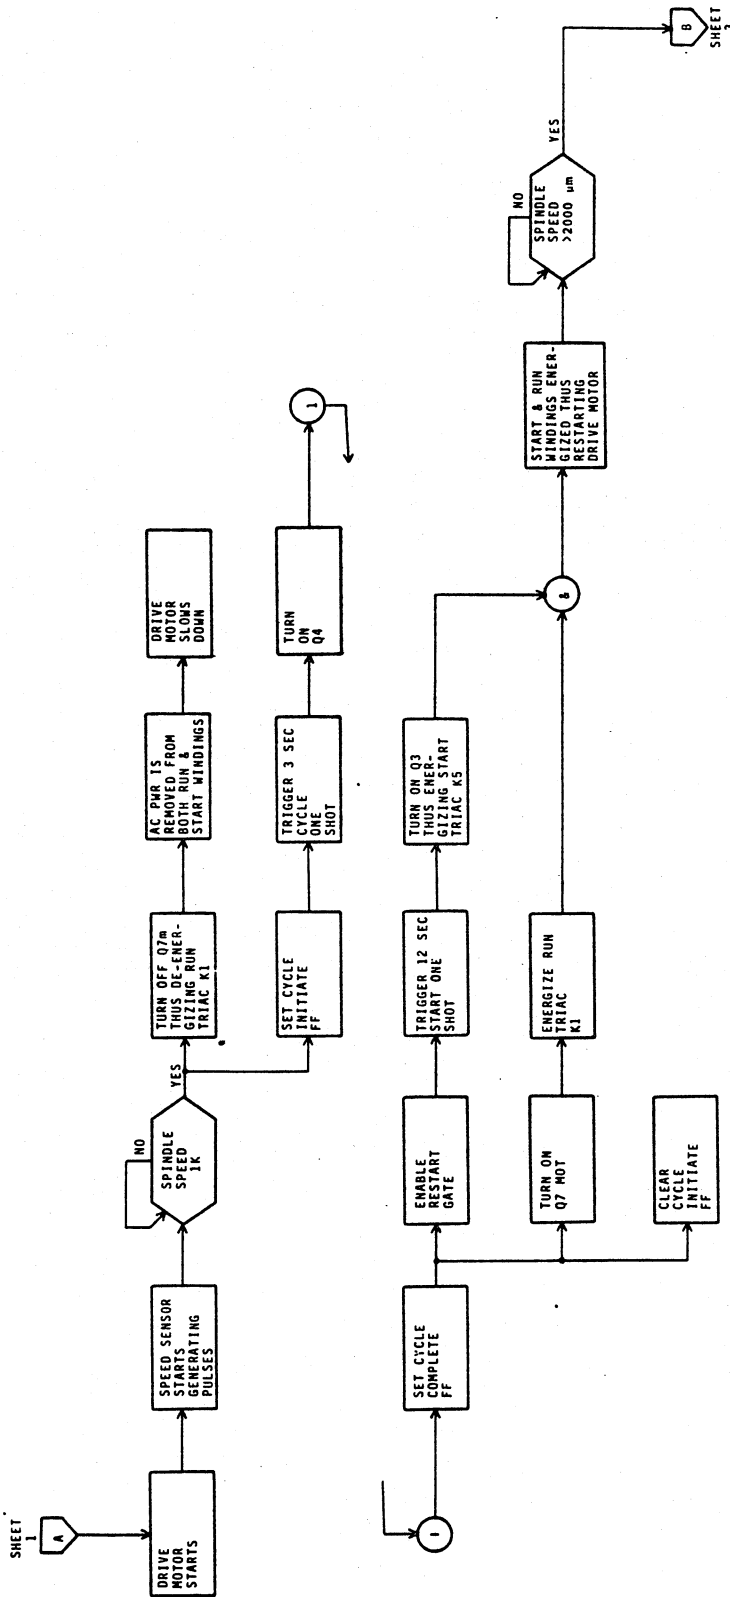 SHEET
1
A
DRIVE
MOTOR
STARTS
SPEED SENSOR
STARTS
GENERATING
PULSES
SPINDLE
SPEED
1K
NO
YES
TURN OFF Q7m
THUS DE-ENER-
GIZING RUN
TRIAC K1
AC PWR IS
REMOVED FROM
BOTH RUN &
START WINDINGS
DRIVE
MOTOR
SLOWS
DOWN
SET CYCLE
INITIATE
FF
TRIGGER 3 SEC
CYCLE
ONE
SHOT
TURN
ON
Q4
1
1
SET CYCLE
COMPLETE
FF
ENABLE
RESTART
GATE
TRIGGER 12 SEC
START ONE
SHOT
TURN ON Q3
THUS ENER-
GIZING START
TRIAC K5
TURN ON
Q7 MOT
ENERGIZE RUN
TRIAC
K1
CLEAR
CYCLE
INITIATE
FF
&
START & RUN
WINDINGS ENER-
GIZED THUS
RESTARTING
DRIVE MOTOR
SPINDLE
SPEED
>2000 µm
NO
YES
B
SHEET